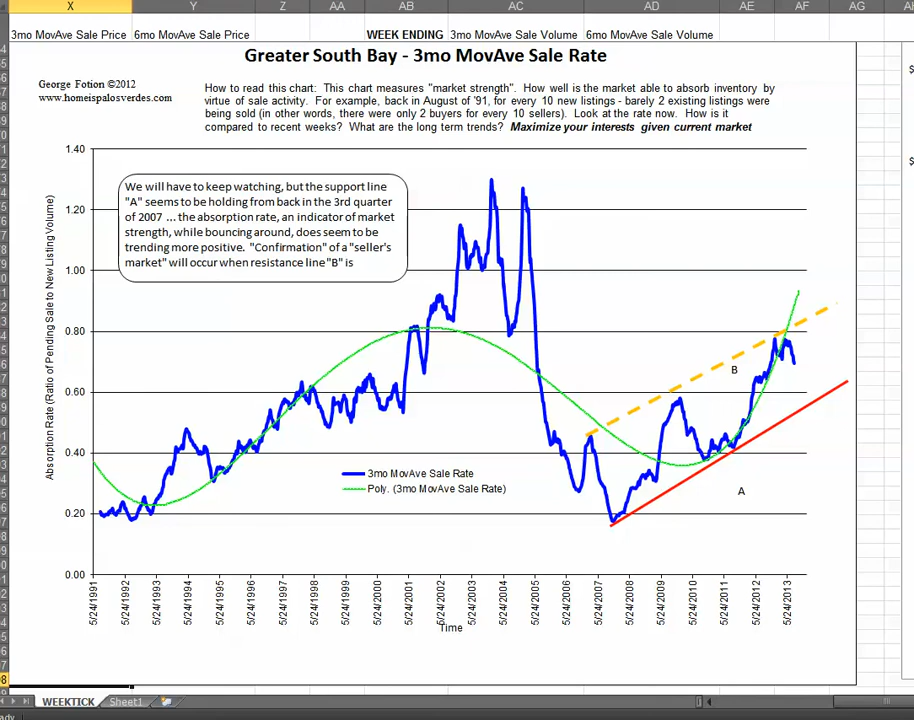 X Y Z AA AB AC AD AE AF AG
3mo MovAve Sale Price 6mo MovAve Sale Price WEEK ENDING 3mo MovAve Sale Volume 6mo MovAve Sale Volume
Greater South Bay - 3mo MovAve Sale Rate
George Fotion ©2012
www.homeispalosverdes.com
How to read this chart: This chart measures "market strength". How well is the market able to absorb inventory by
virtue of sale activity. For example, back in August of '91, for every 10 new listings - barely 2 existing listings were
being sold (in other words, there were only 2 buyers for every 10 sellers). Look at the rate now. How is it
compared to recent weeks? What are the long term trends? Maximize your interests given current market
We will have to keep watching, but the support line
"A" seems to be holding from back in the 3rd quarter
of 2007 ... the absorption rate, an indicator of market
strength, while bouncing around, does seem to be
trending more positive. "Confirmation" of a "seller's
market" will occur when resistance line "B" is
Absorption Rate (Ratio of Pending Sale to New Listing Volume)
1.40
1.20
1.00
0.80
0.60
0.40
0.20
0.00
B
A
3mo MovAve Sale Rate
Poly. (3mo MovAve Sale Rate)
5/24/1991
5/24/1992
5/24/1993
5/24/1994
5/24/1995
5/24/1996
5/24/1997
5/24/1998
5/24/1999
5/24/2000
5/24/2001
5/24/2002
5/24/2003
5/24/2004
5/24/2005
5/24/2006
5/24/2007
5/24/2008
5/24/2009
5/24/2010
5/24/2011
5/24/2012
5/24/2013
Time
WEEKTICK Sheet1